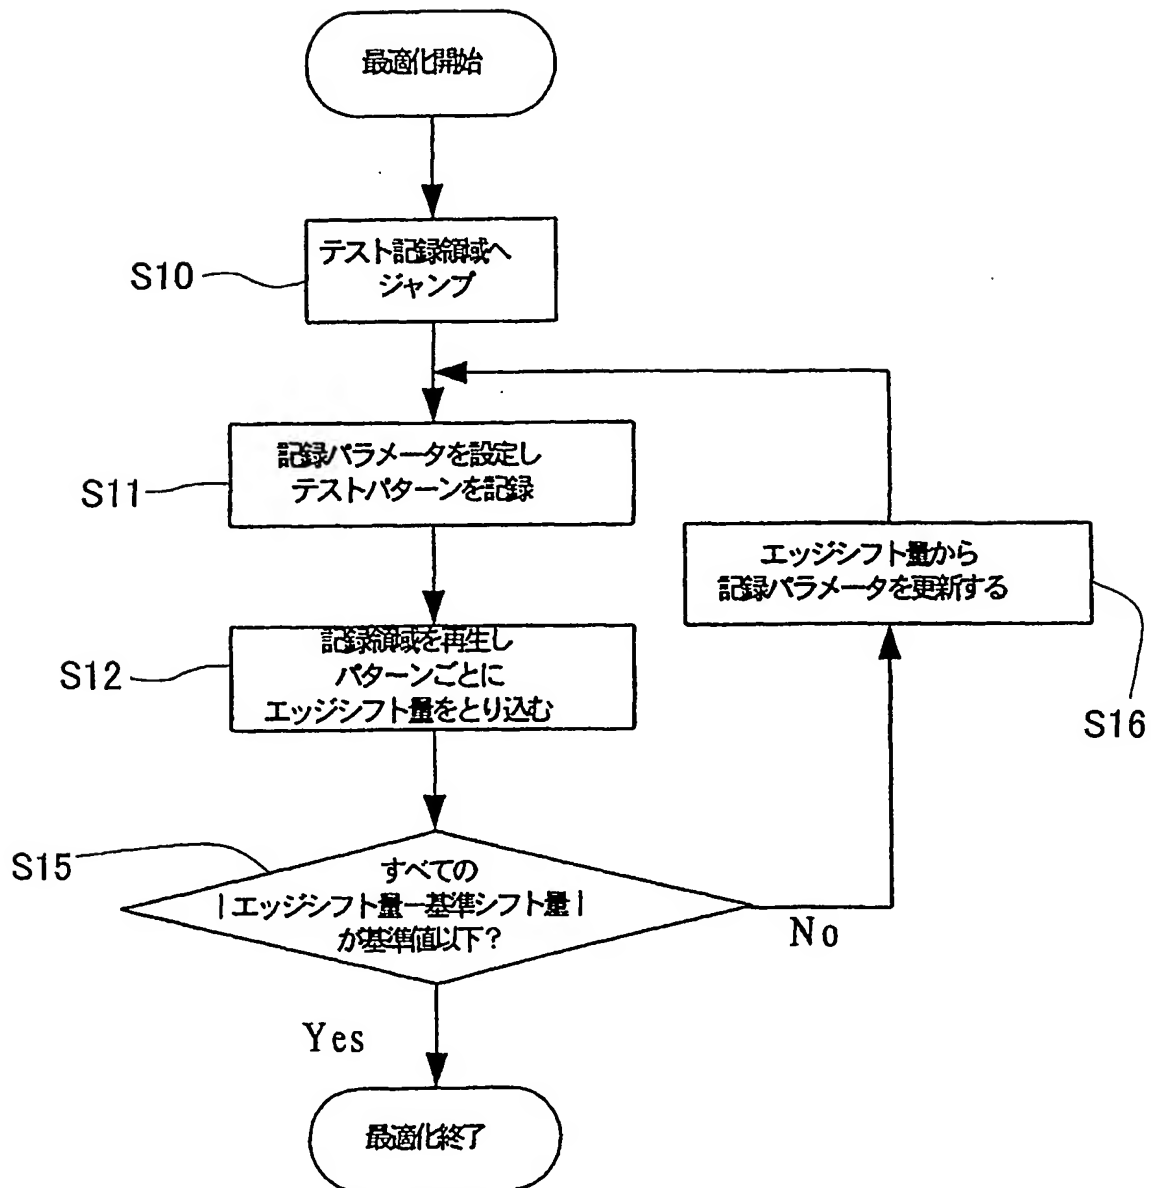 最適化開始
テスト記録領域へ
ジャンプ
S10
記録パラメータを設定し
テストパターンを記録
S11
エッジシフト量から
記録パラメータを更新する
S16
記録領域を再生し
パターンごとに
エッジシフト量をとり込む
S12
すべての
|エッジシフト量ー基準シフト量|
が基準値以下?
S15
No
Yes
最適化終了